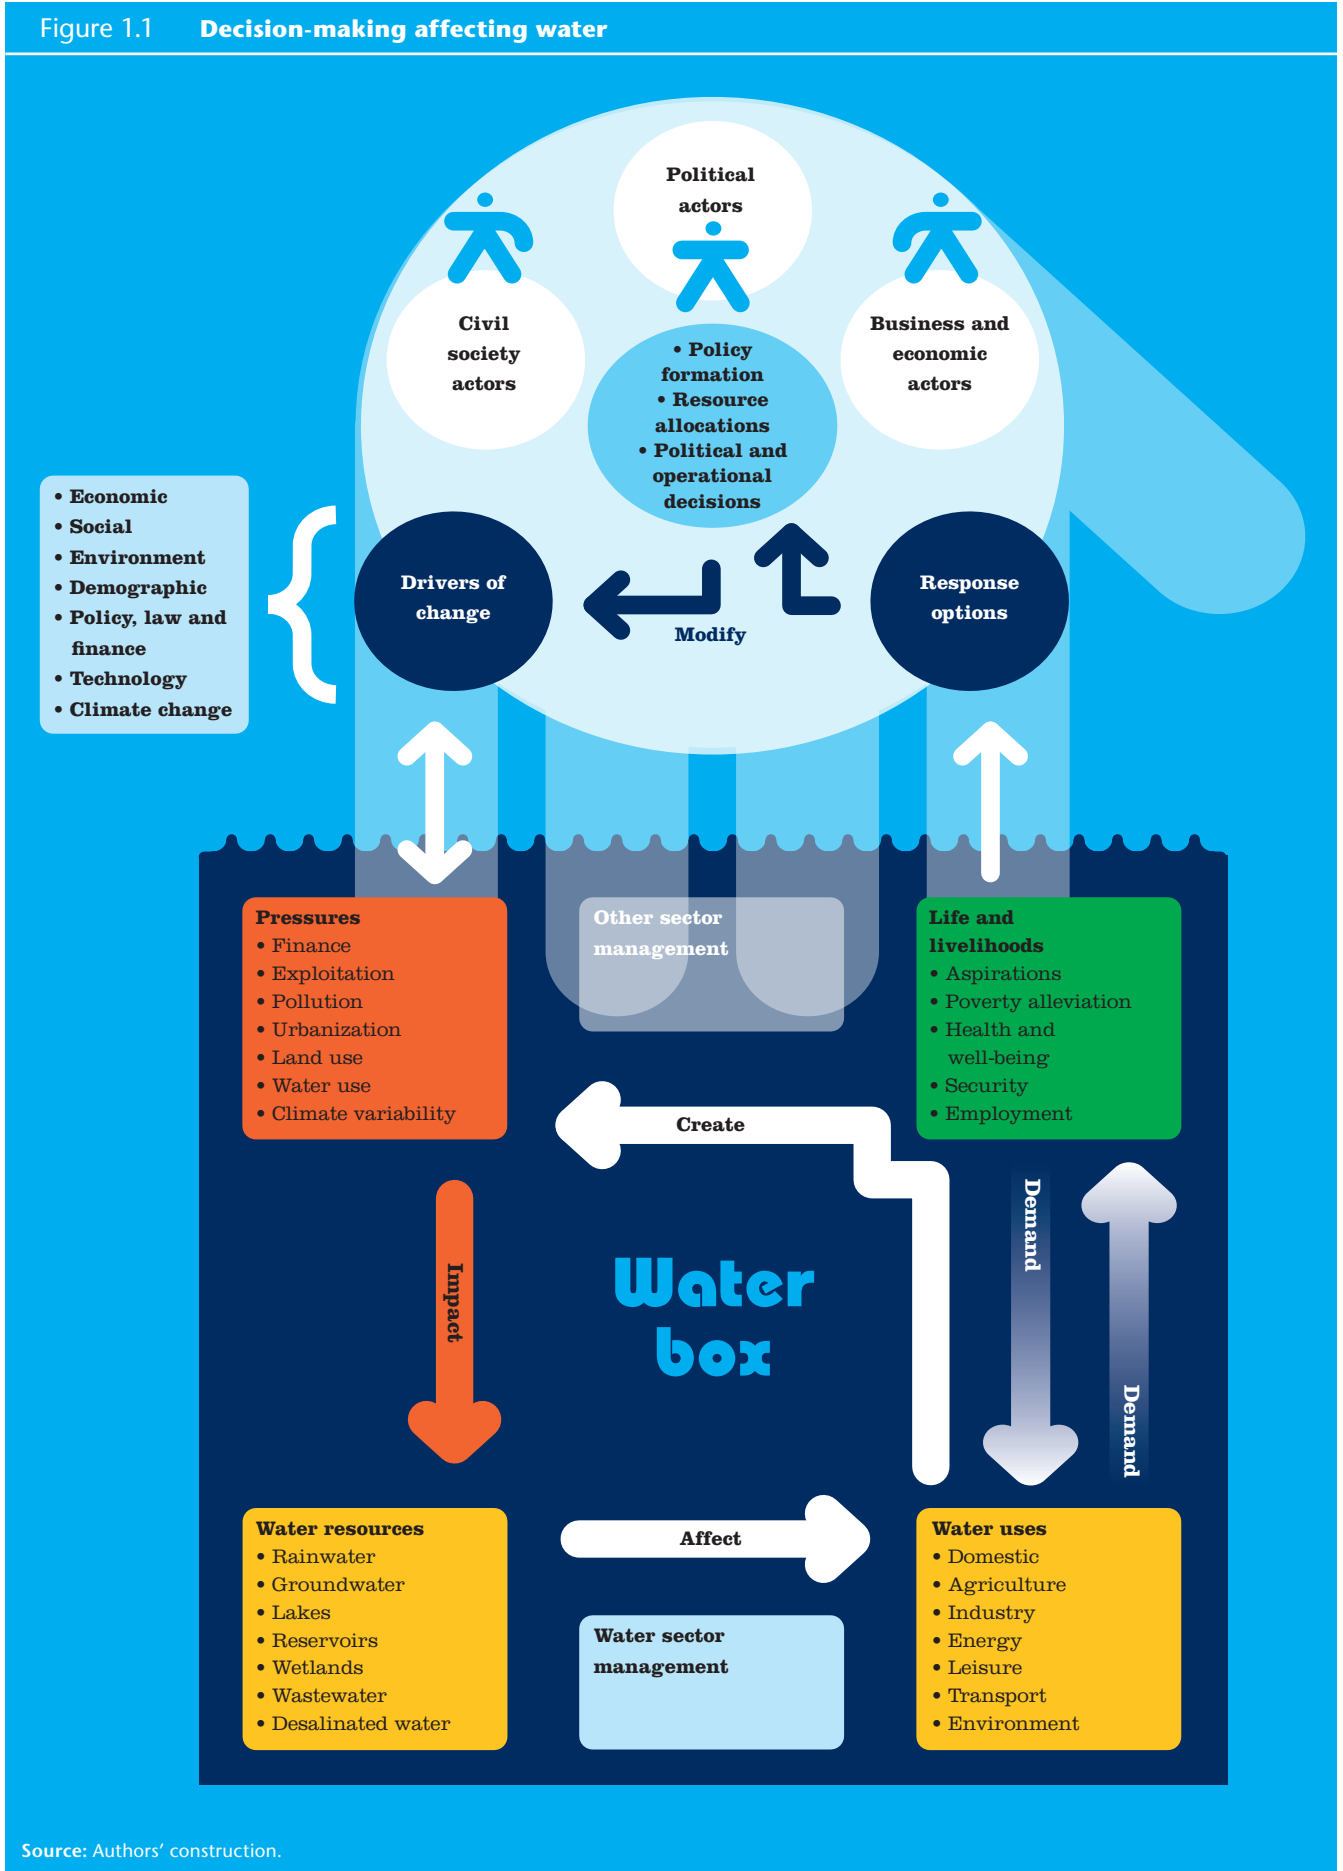 Figure 1.1 Decision-making affecting water
Political
actors
Civil
society
actors
Business and
economic
actors
• Policy
formation
• Resource
allocations
• Political and
operational
decisions
• Economic
• Social
• Environment
• Demographic
• Policy, law and
finance
• Technology
• Climate change
Drivers of
change
Modify
Response
options
Pressures
• Finance
• Exploitation
• Pollution
• Urbanization
• Land use
• Water use
• Climate variability
Other sector
management
Life and
livelihoods
• Aspirations
• Poverty alleviation
• Health and
well-being
• Security
• Employment
Create
Impact
Water
box
Demand
Demand
Water resources
• Rainwater
• Groundwater
• Lakes
• Reservoirs
• Wetlands
• Wastewater
• Desalinated water
Affect
Water sector
management
Water uses
• Domestic
• Agriculture
• Industry
• Energy
• Leisure
• Transport
• Environment
Source: Authors’ construction.